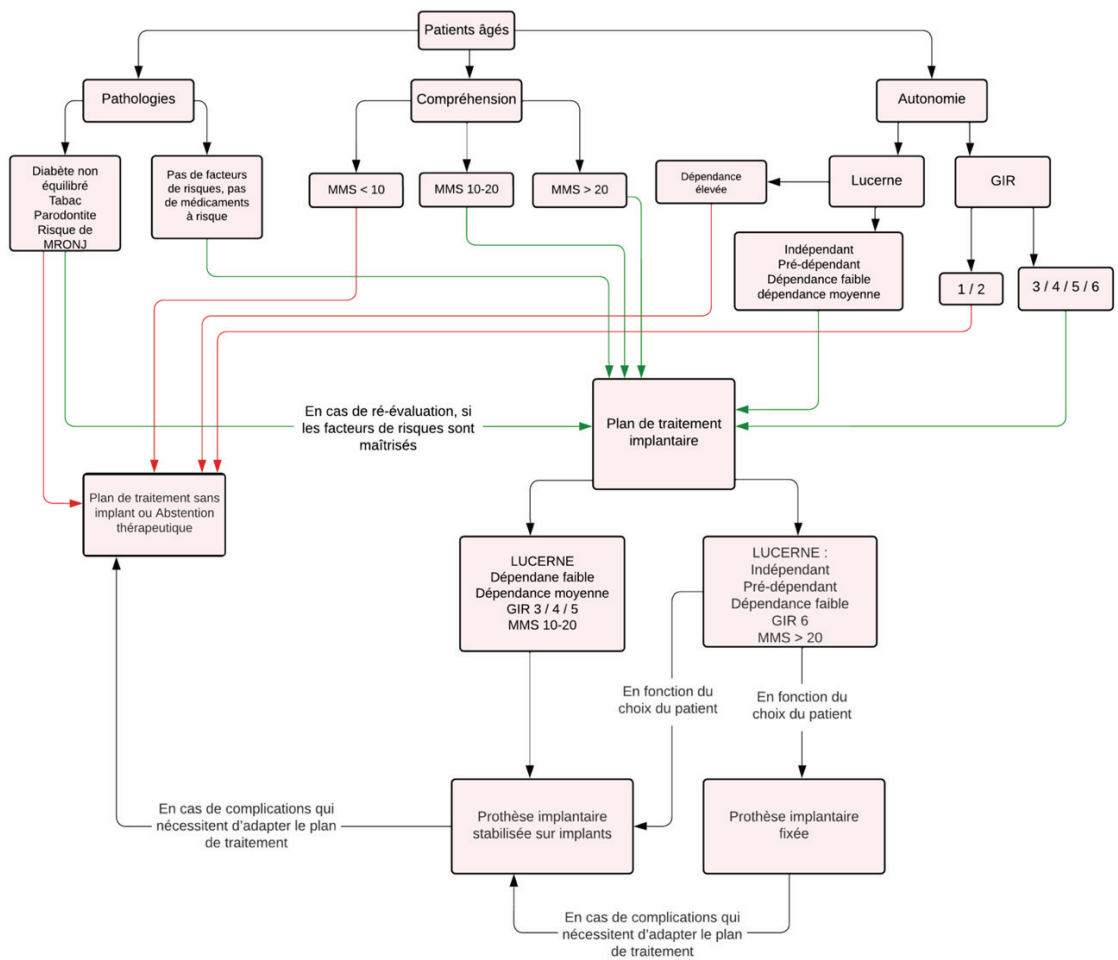 Patients âgés
Pathologies
Compréhension
Autonomie
Diabète non
équilibré
Tabac
Parodontite
Risque de
MRONJ
Pas de facteurs
de risques, pas
de médicaments
à risque
MMS < 10
MMS 10-20
MMS > 20
Dépendance
élevée
Lucerne
GIR
Indépendant
Pré-dépendant
Dépendance faible
dépendance moyenne
1 / 2
3 / 4 / 5 / 6
En cas de ré-évaluation, si
les facteurs de risques sont
maîtrisés
Plan de traitement
implantaire
Plan de traitement sans
implant ou Abstention
thérapeutique
LUCERNE
Dépendane faible
Dépendance moyenne
GIR 3 / 4 / 5
MMS 10-20
LUCERNE :
Indépendant
Pré-dépendant
Dépendance faible
GIR 6
MMS > 20
En fonction du
choix du patient
En fonction du
choix du patient
En cas de complications qui
nécessitent d'adapter le plan
de traitement
Prothèse implantaire
stabilisée sur implants
Prothèse implantaire
fixée
En cas de complications qui
nécessitent d'adapter le plan
de traitement